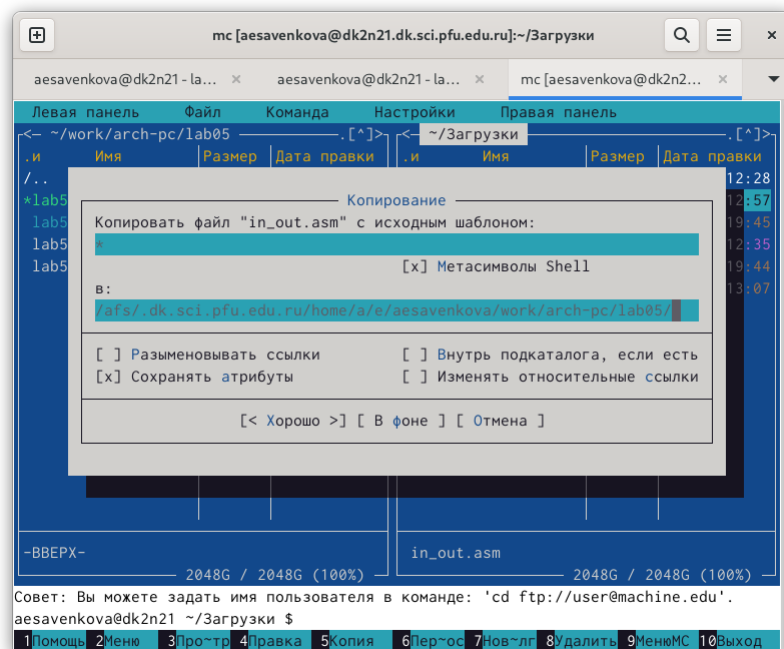 mc [aesavenkova@dk2n21.dk.sci.pfu.edu.ru]:~/Загрузки
aesavenkova@dk2n21 - la... × aesavenkova@dk2n21 - la... × mc [aesavenkova@dk2n2... ×
Левая панель Файл Команда Настройки Правая панель
<— ~/work/arch-pc/lab05 .[^]> <— ~/Загрузки .[^]>
.и Имя Размер Дата правки .и Имя Размер Дата правки
/.. 12:28
*lab5 12:57
lab5 19:45
lab5 12:35
lab5 19:44
13:07
Копирование
Копировать файл "in_out.asm" с исходным шаблоном:
*
[x] Метасимволы Shell
в:
/afs/.dk.sci.pfu.edu.ru/home/a/e/aesavenkova/work/arch-pc/lab05/
[ ] Разыменовывать ссылки [ ] Внутрь подкаталога, если есть
[x] Сохранять атрибуты [ ] Изменять относительные ссылки
[< Хорошо >] [ В фоне ] [ Отмена ]
-ВВЕРХ- in_out.asm
2048G / 2048G (100%) 2048G / 2048G (100%)
Совет: Вы можете задать имя пользователя в команде: 'cd ftp://user@machine.edu'.
aesavenkova@dk2n21 ~/Загрузки $
1Помощь 2Меню 3Про~тр 4Правка 5Копия 6Пер~ос 7Нов~лг 8Удалить 9МенюМС 10Выход